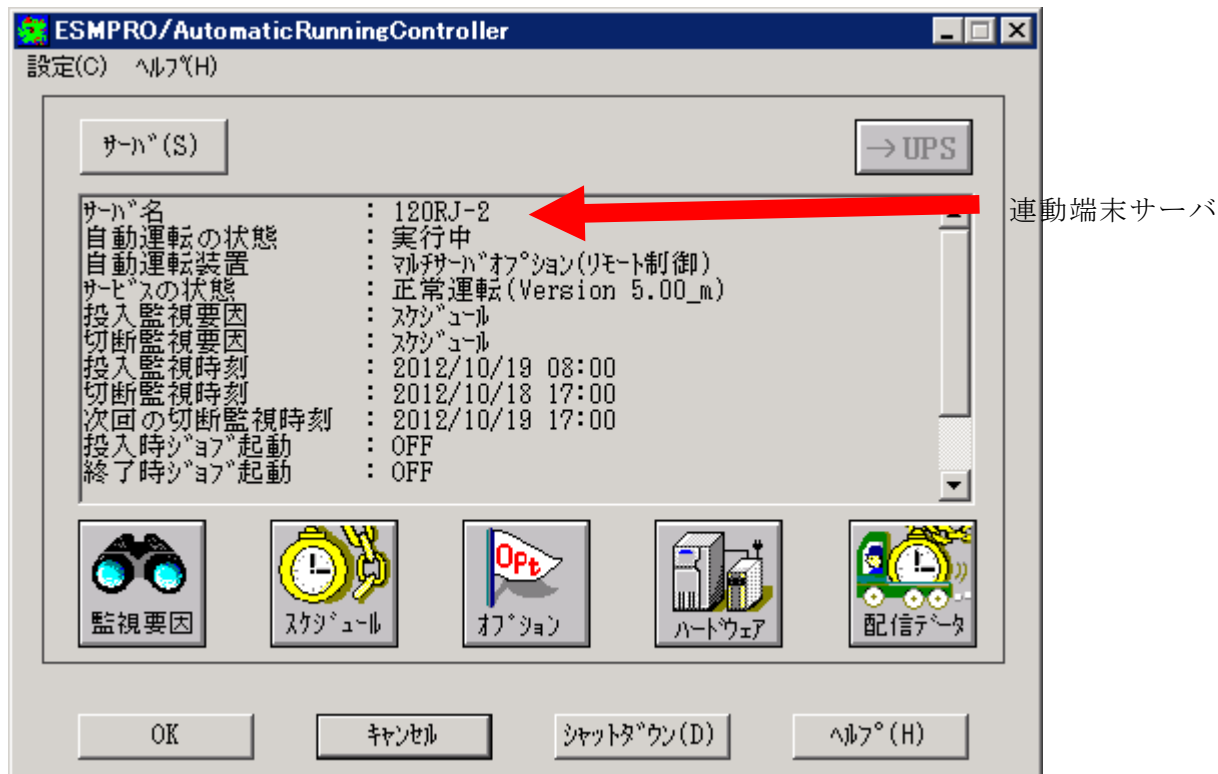 ESMPRO/AutomaticRunningController
設定(C) ﾍﾙﾌﾟ(H)
ｻｰﾊﾞ(S)
→UPS
ｻｰﾊﾞ名 : 120RJ-2
連動端末サーバ
自動運転の状態 : 実行中
自動運転装置 : ﾏﾙﾁｻｰﾊﾞｵﾌﾟｼｮﾝ(ﾘﾓｰﾄ制御)
ｻｰﾋﾞｽの状態 : 正常運転(Version 5.00_m)
投入監視要因 : ｽｹｼﾞｭｰﾙ
切断監視要因 : ｽｹｼﾞｭｰﾙ
投入監視時刻 : 2012/10/19 08:00
切断監視時刻 : 2012/10/18 17:00
次回の切断監視時刻 : 2012/10/19 17:00
投入時ｼﾞｮﾌﾞ起動 : OFF
終了時ｼﾞｮﾌﾞ起動 : OFF
Opt
監視要因 ｽｹｼﾞｭｰﾙ ｵﾌﾟｼｮﾝ ﾊｰﾄﾞｳｪｱ 配信ﾃﾞｰﾀ
OK ｷｬﾝｾﾙ ｼｬｯﾄﾀﾞｳﾝ(D) ﾍﾙﾌﾟ(H)